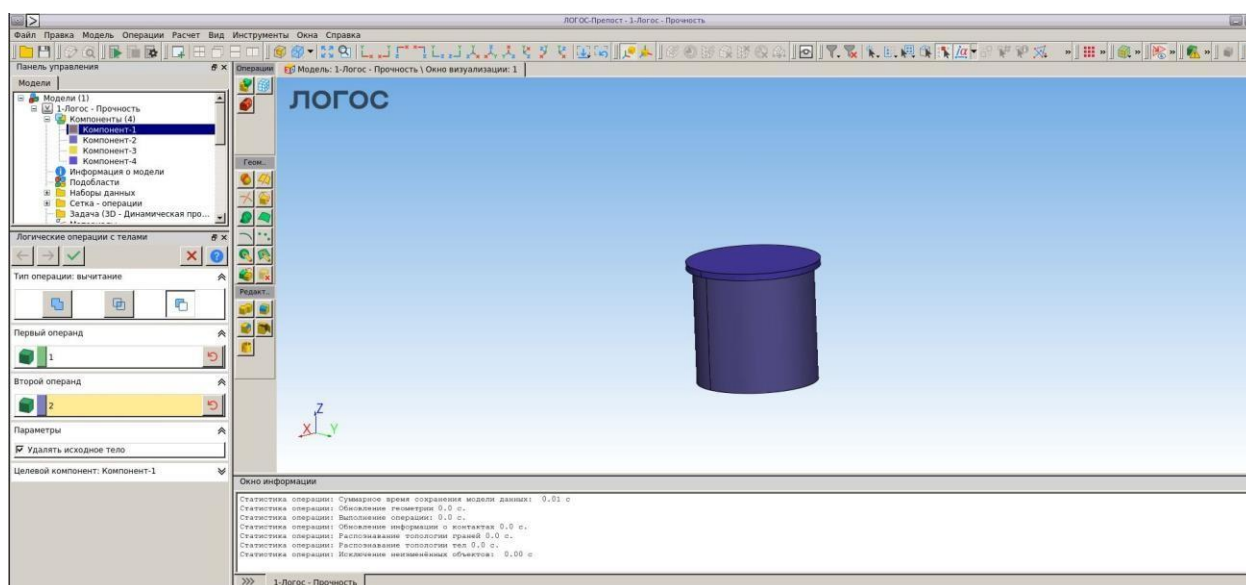 ЛОГОС-Препост - 1-Логос - Прочность
Файл Правка Модель Операции Расчет Вид Инструменты Окна Справка
Панель управления
Модели
Модели (1)
1-Логос - Прочность
Компоненты (4)
Компонент-1
Компонент-2
Компонент-3
Компонент-4
Информация о модели
Подобласти
Наборы данных
Сетка - операции
Задача (3D - Динамическая про...
Логические операции с телами
Тип операции: вычитание
Первый операнд
1
Второй операнд
2
Параметры
Удалять исходное тело
Целевой компонент: Компонент-1
Операции
Геом..
Редакт..
Модель: 1-Логос - Прочность \ Окно визуализации: 1
ЛОГОС
Z
X
Y
Окно информации
Статистика операции: Суммарное время сохранения модели данных: 0.01 с
Статистика операции: Обновление геометрии 0.0 с.
Статистика операции: Выполнение операции: 0.0 с.
Статистика операции: Обновление информации о контактах 0.0 с.
Статистика операции: Распознавание топологии граней 0.0 с.
Статистика операции: Распознавание топологии тел 0.0 с.
Статистика операции: Исключение неизменённых объектов: 0.00 с
>>> 1-Логос - Прочность